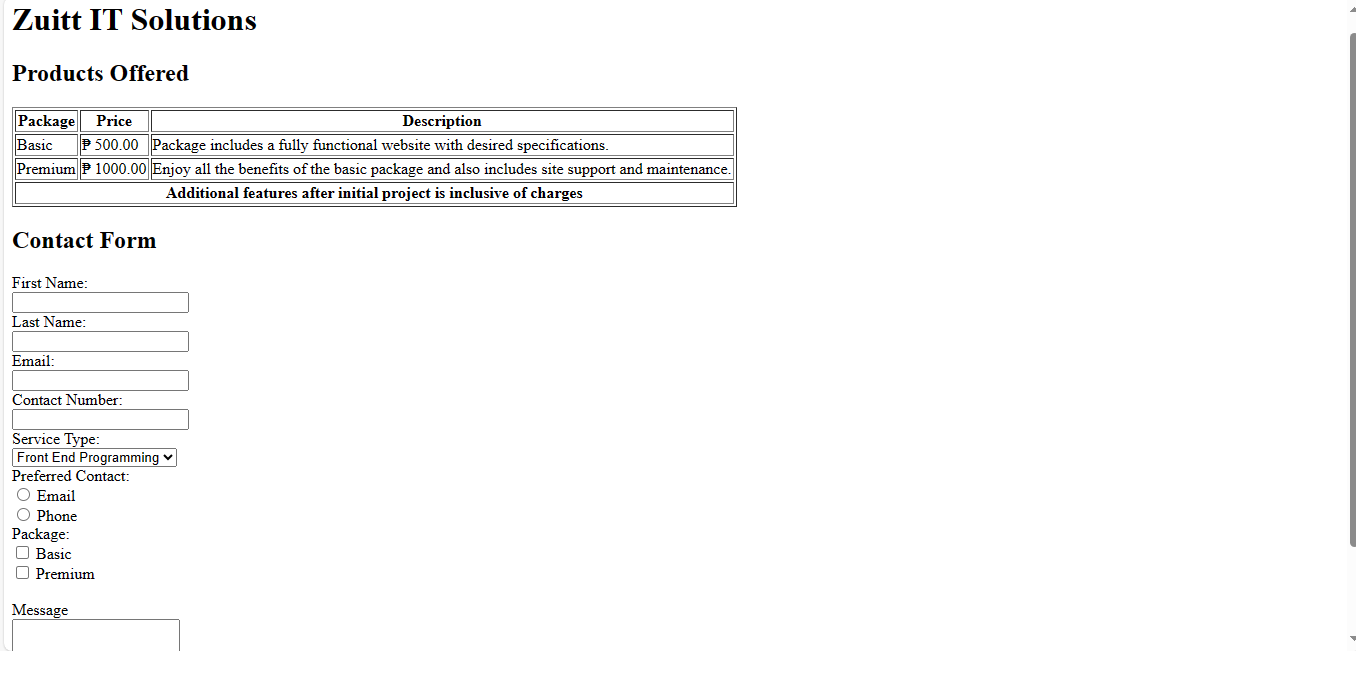 Zuitt IT Solutions
Products Offered
Package Price Description
Basic ₱ 500.00 Package includes a fully functional website with desired specifications.
Premium ₱ 1000.00 Enjoy all the benefits of the basic package and also includes site support and maintenance.
Additional features after initial project is inclusive of charges
Contact Form
First Name:
Last Name:
Email:
Contact Number:
Service Type:
Front End Programming
Preferred Contact:
Email
Phone
Package:
Basic
Premium
Message